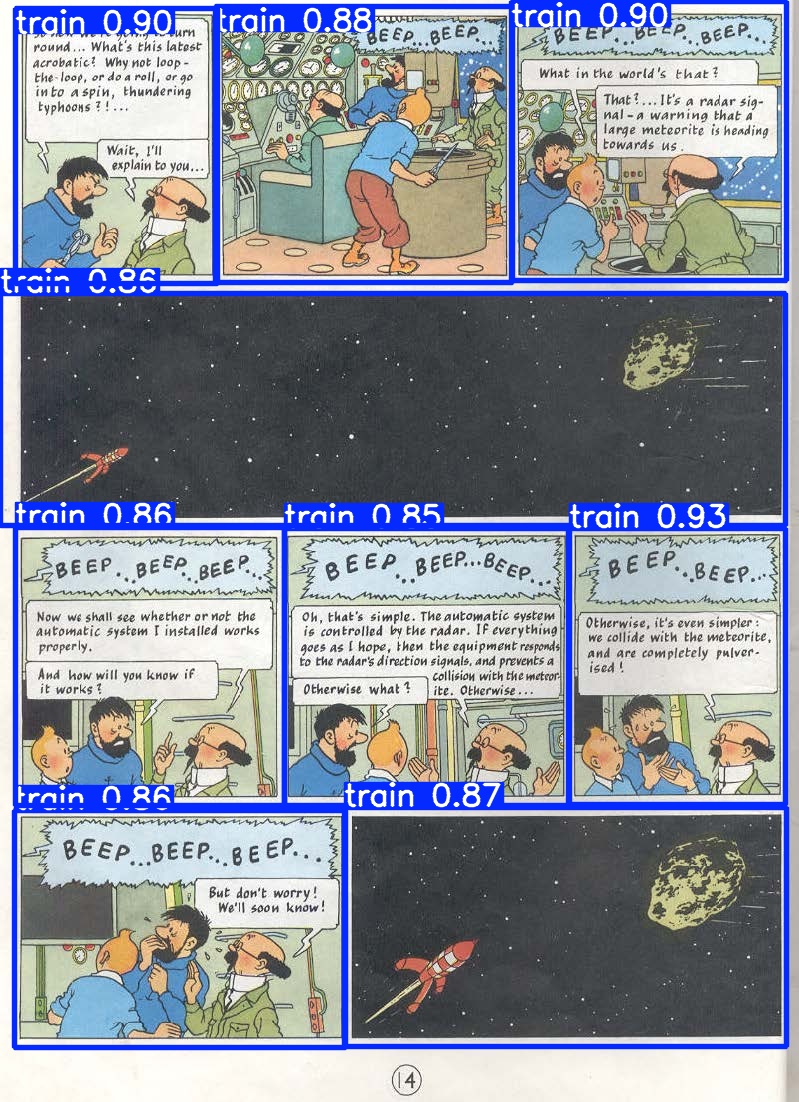 train 0.90
turn
round... What's this latest
acrobatic? Why not loop-
the-loop, or do a roll, or go
into a spin, thundering
typhoons?!...
Wait, I'll
explain to you...
train 0.88
BEEP...BEEP...
train 0.90
BEEP...BEEP...BEEP...
What in the world's that?
That?... It's a radar sig-
nal - a warning that a
large meteorite is heading
towards us.
train 0.86
train 0.86
BEEP...BEEP...BEEP...
Now we shall see whether or not the
automatic system I installed works
properly.
And how will you know if
it works?
train 0.85
BEEP...BEEP...BEEP...
Oh, that's simple. The automatic system
is controlled by the radar. If everything
goes as I hope, then the equipment responds
to the radar's direction signals, and prevents a
collision with the meteor-
ite. Otherwise...
Otherwise what?
train 0.93
BEEP...BEEP...
Otherwise, it's even simpler:
we collide with the meteorite,
and are completely pulver-
ised!
train 0.86
BEEP...BEEP...BEEP...
But don't worry!
We'll soon know!
train 0.87
14